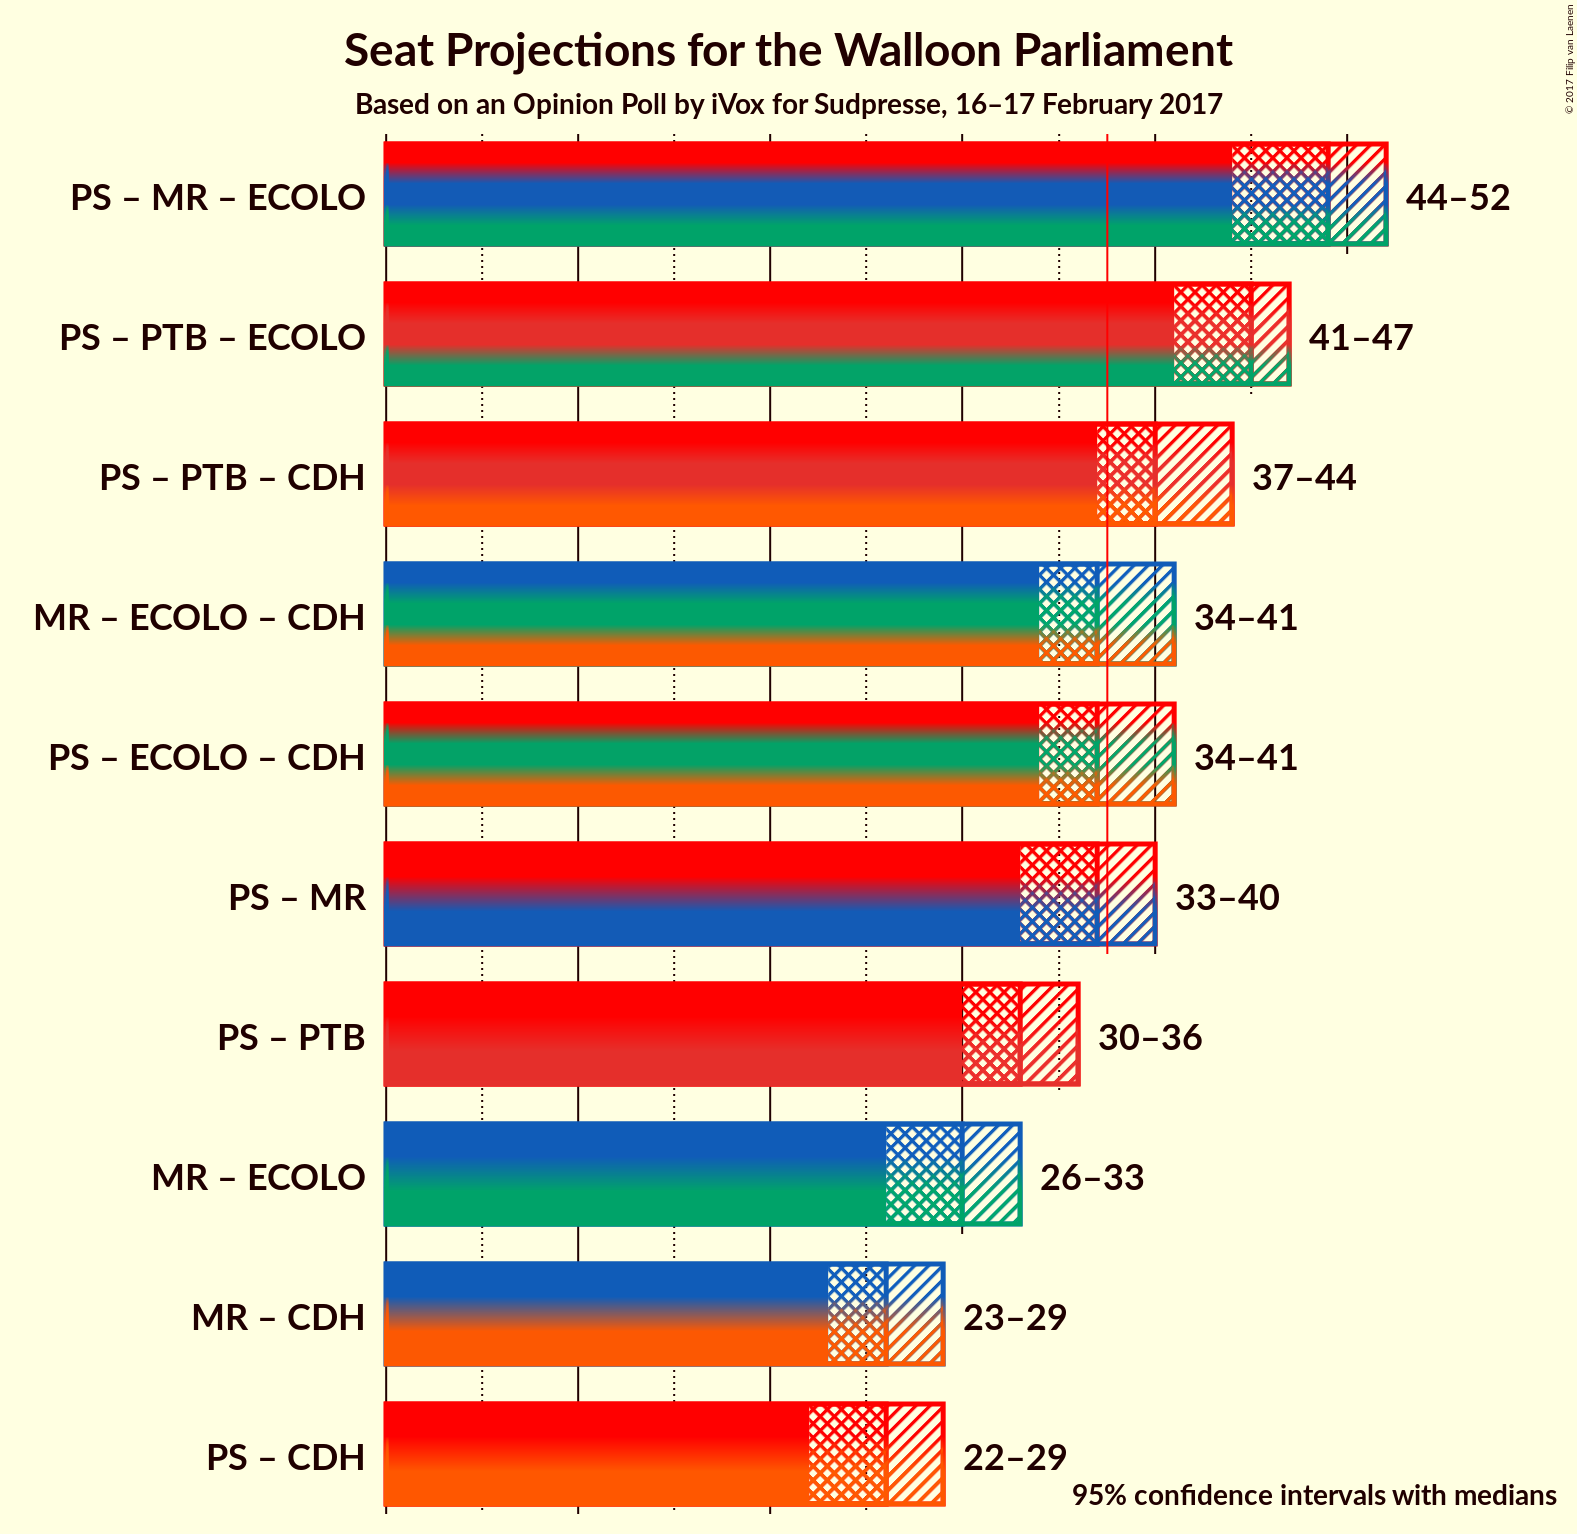 Seat Projections for the Walloon Parliament
Based on an Opinion Poll by iVox for Sudpresse, 16–17 February 2017
© 2017 Filip van Laenen
PS – MR – ECOLO 44–52
PS – PTB – ECOLO 41–47
PS – PTB – CDH 37–44
MR – ECOLO – CDH 34–41
PS – ECOLO – CDH 34–41
PS – MR 33–40
PS – PTB 30–36
MR – ECOLO 26–33
MR – CDH 23–29
PS – CDH 22–29
95% confidence intervals with medians